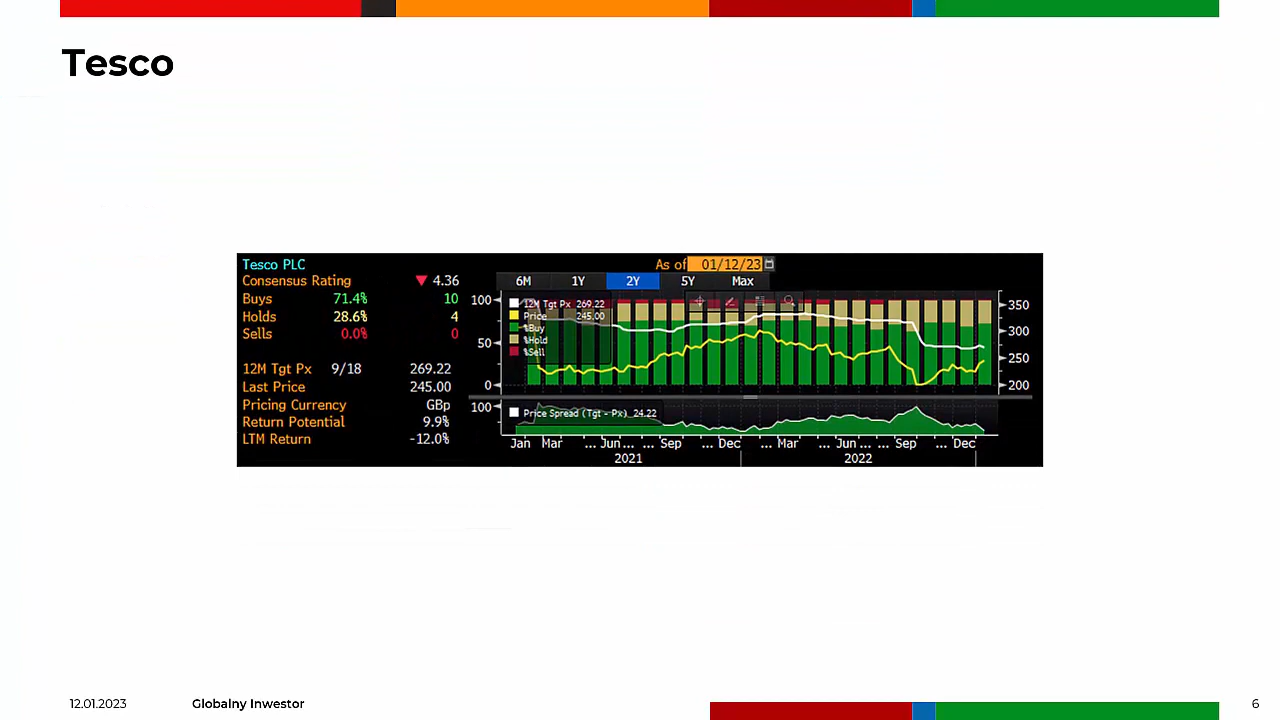 Tesco
Tesco PLC
As of 01/12/23
Consensus Rating 4.36
6M 1Y 2Y 5Y Max
Buys 71.4% 10
Holds 28.6% 4
Sells 0.0% 0
12M Tgt Px 9/18 269.22
Last Price 245.00
Pricing Currency GBp
Return Potential 9.9%
LTM Return -12.0%
100 12M Tgt Px 269.22 350
Price 245.00
%Buy 300
50 %Hold 250
%Sell
0 200
100 Price Spread (Tgt - Px) 24.22
Jan Mar ... Jun ... ... Sep ... Dec ... Mar ... Jun ... ... Sep ... Dec
2021 2022
12.01.2023 Globalny Inwestor 6